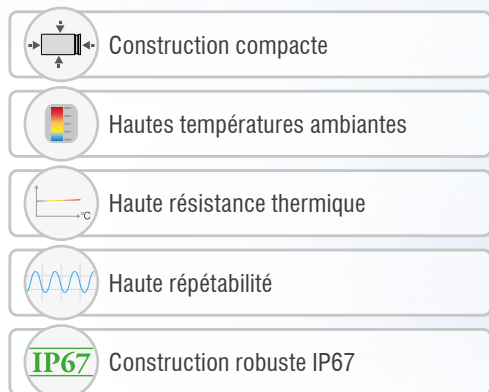 Construction compacte
Hautes températures ambiantes
°C
Haute résistance thermique
Haute répétabilité
IP67
Construction robuste IP67